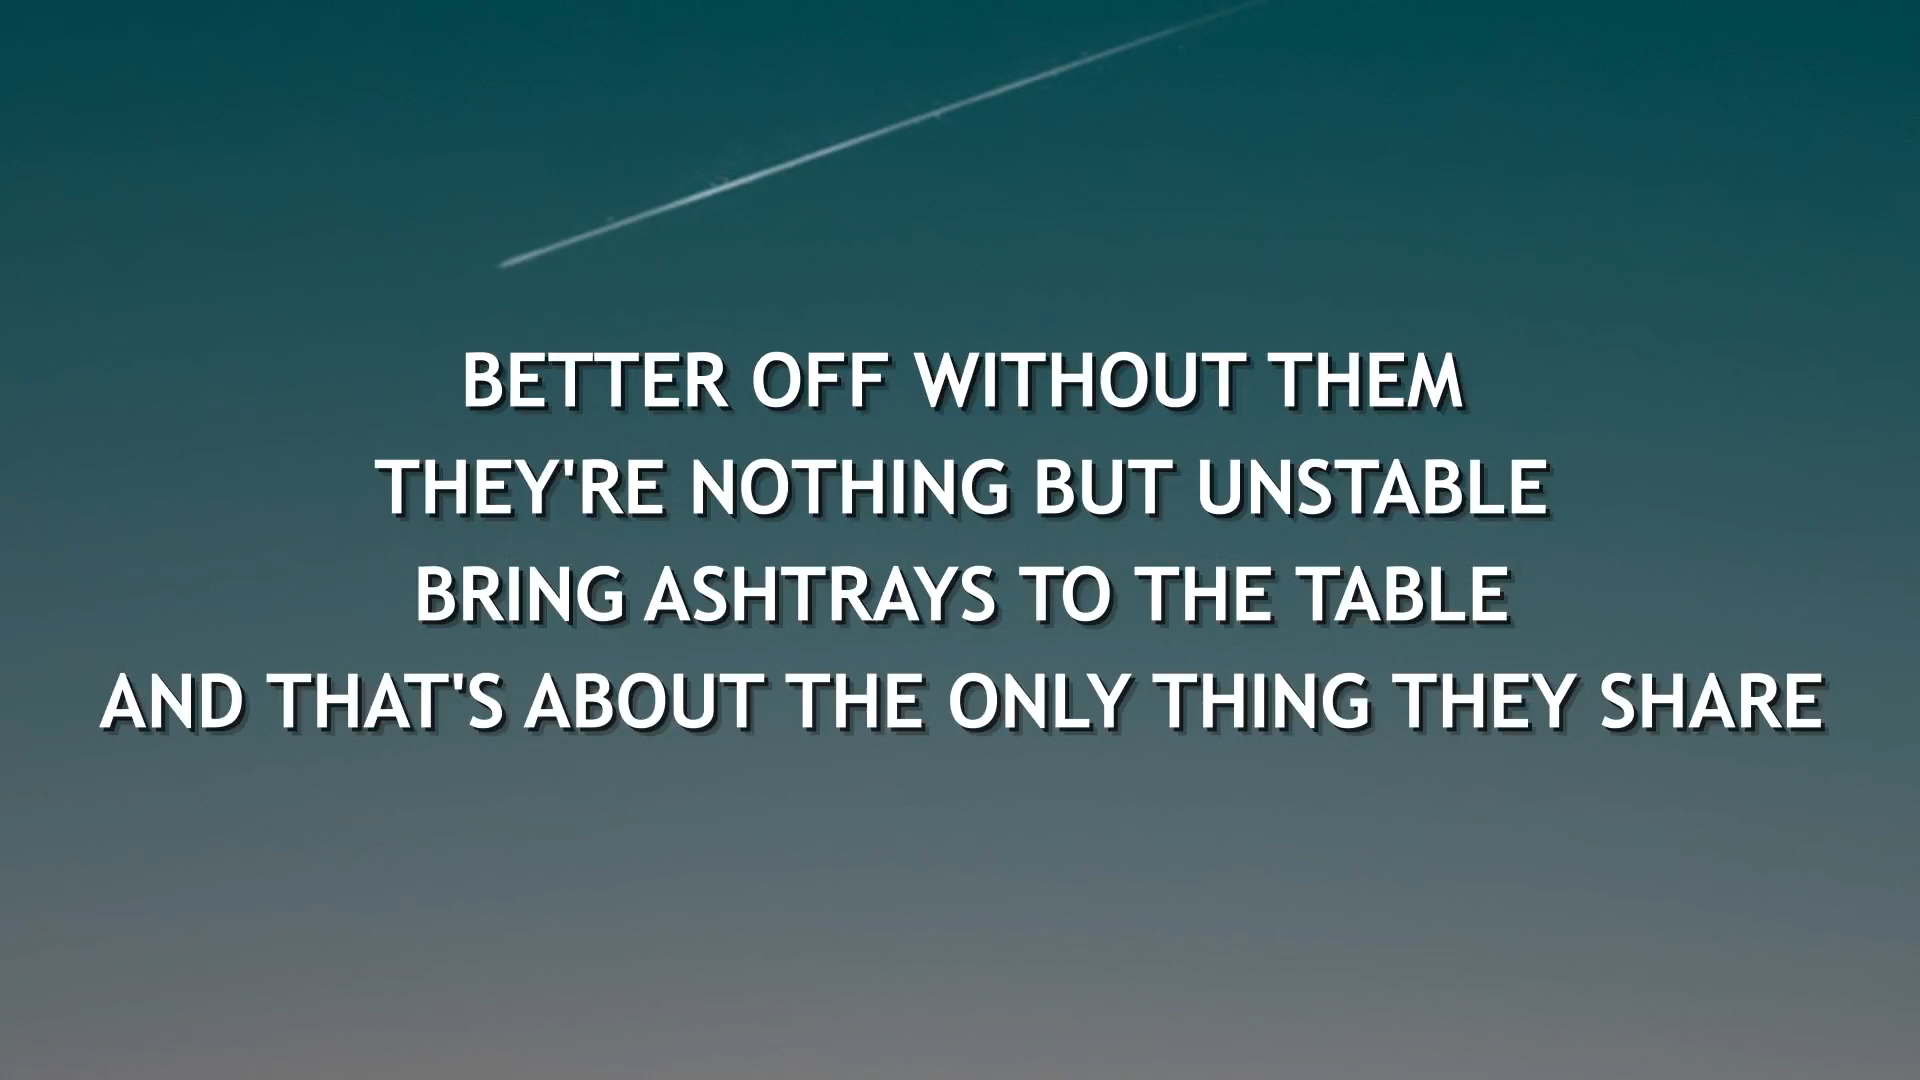 BETTER OFF WITHOUT THEM
THEY'RE NOTHING BUT UNSTABLE
BRING ASHTRAYS TO THE TABLE
AND THAT'S ABOUT THE ONLY THING THEY SHARE